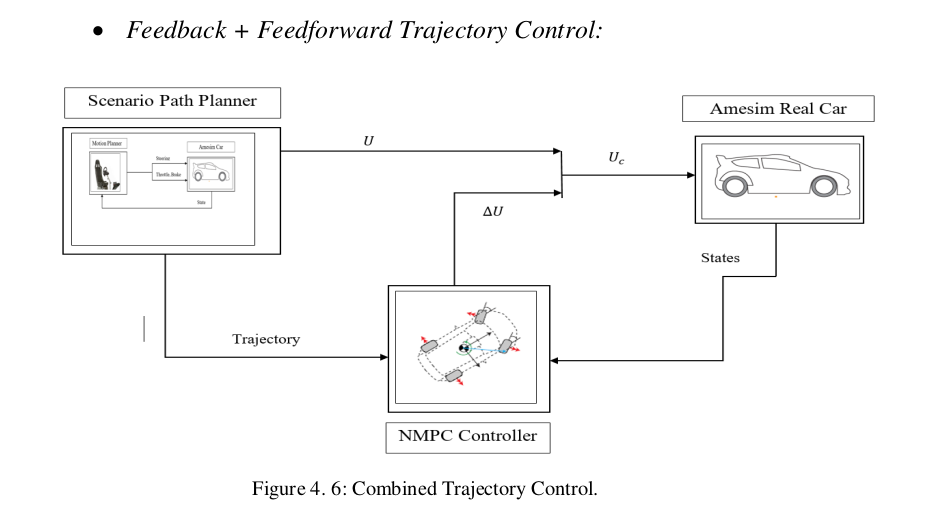 • Feedback + Feedforward Trajectory Control:
Scenario Path Planner
Amesim Real Car
Motion Planner
Amesim Car
Steering
Throttle, Brake
State
U
U_c
ΔU
States
Trajectory
NMPC Controller
Figure 4. 6: Combined Trajectory Control.